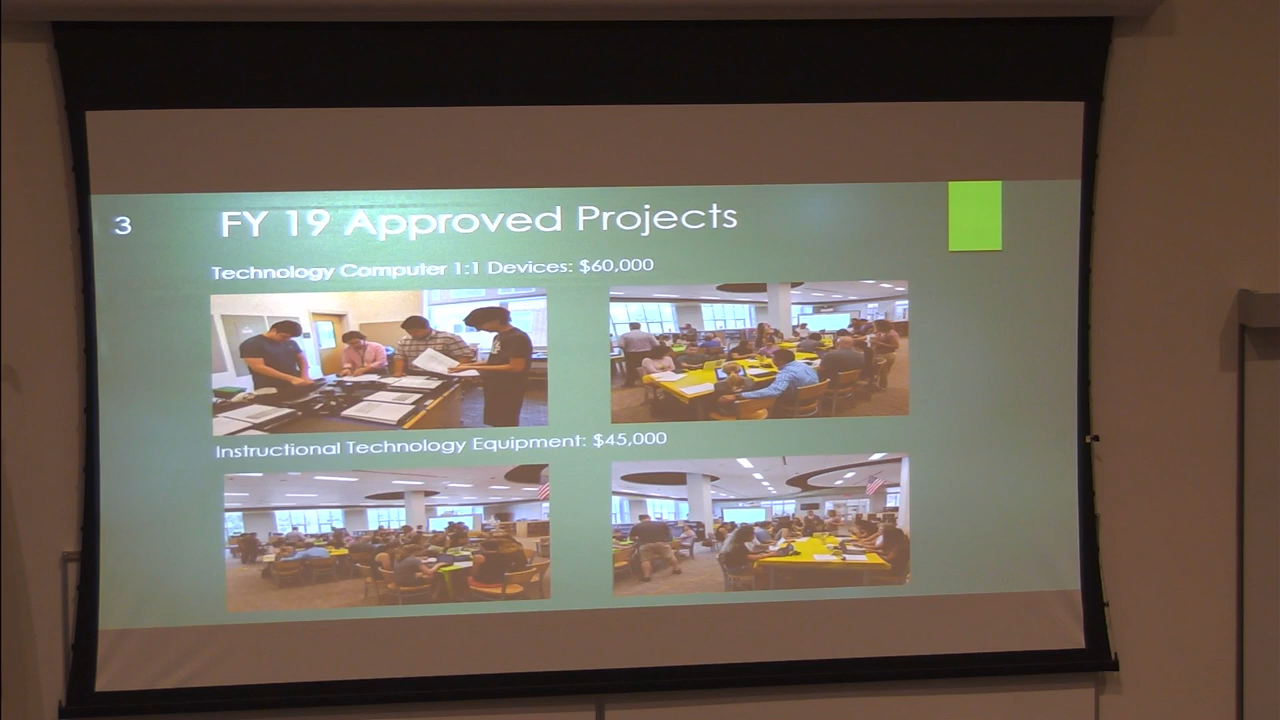 3
FY 19 Approved Projects
Technology Computer 1:1 Devices: $60,000
Instructional Technology Equipment: $45,000